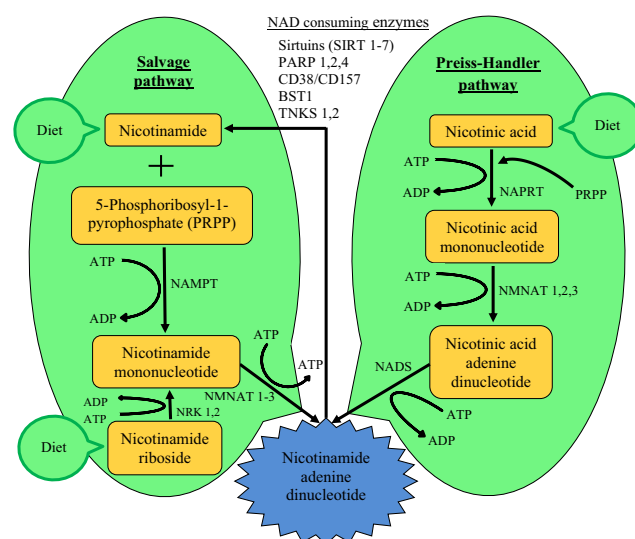 NAD consuming enzymes
Sirtuins (SIRT 1-7)
PARP 1,2,4
CD38/CD157
BST1
TNKS 1,2
Salvage
pathway
Diet
Nicotinamide
+
5-Phosphoribosyl-1-
pyrophosphate (PRPP)
ATP
NAMPT
ADP
Nicotinamide
mononucleotide
ATP
ATP
NMNAT 1-3
ADP
ATP
NRK 1,2
Diet
Nicotinamide
riboside
Nicotinamide
adenine
dinucleotide
Preiss-Handler
pathway
Nicotinic acid
Diet
ATP
ADP
NAPRT
PRPP
Nicotinic acid
mononucleotide
ATP
NMNAT 1,2,3
ADP
Nicotinic acid
adenine
dinucleotide
NADS
ATP
ADP